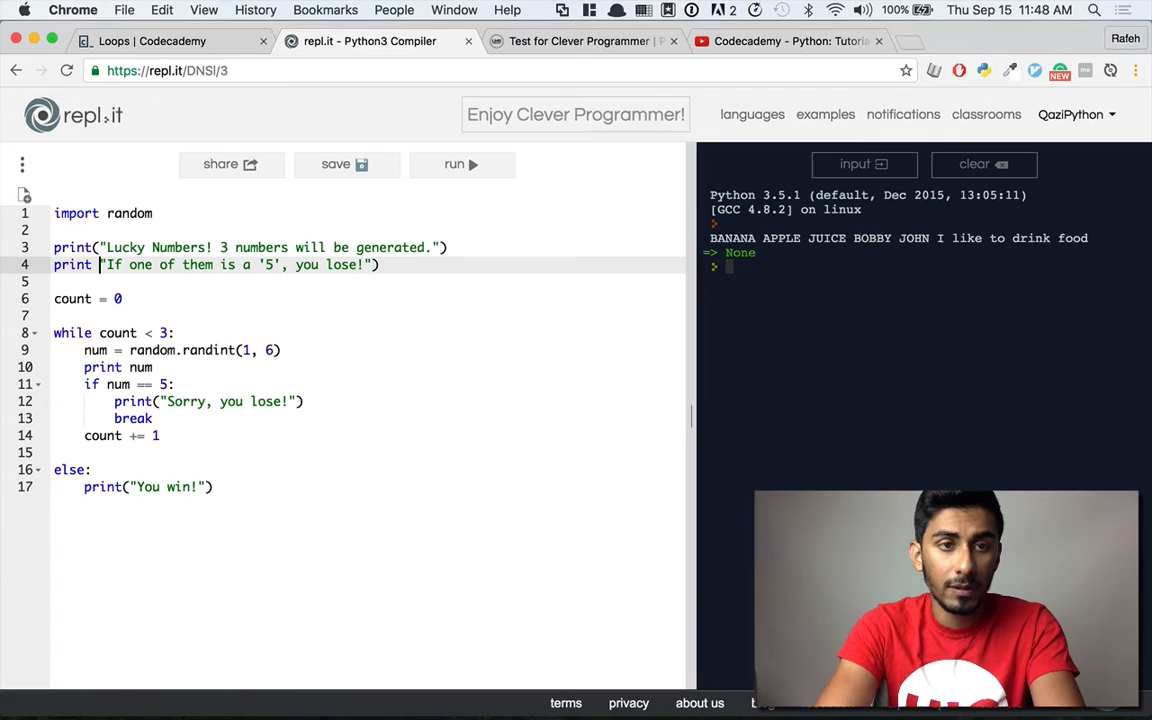 Chrome File Edit View History Bookmarks People Window Help 2 100% Thu Sep 15 11:48 AM
Loops | Codecademy repl.it - Python3 Compiler Test for Clever Programmer | P Codecademy - Python: Tutoria Rafeh
https://repl.it/DNSI/3 NEW
repl.it Enjoy Clever Programmer! languages examples notifications classrooms QaziPython
share save run input clear
1 import random
2
3 print("Lucky Numbers! 3 numbers will be generated.")
4 print "If one of them is a '5', you lose!")
5
6 count = 0
7
8 while count < 3:
9 num = random.randint(1, 6)
10 print num
11 if num == 5:
12 print("Sorry, you lose!")
13 break
14 count += 1
15
16 else:
17 print("You win!")
Python 3.5.1 (default, Dec 2015, 13:05:11)
[GCC 4.8.2] on linux
BANANA APPLE JUICE BOBBY JOHN I like to drink food
=> None
terms privacy about us